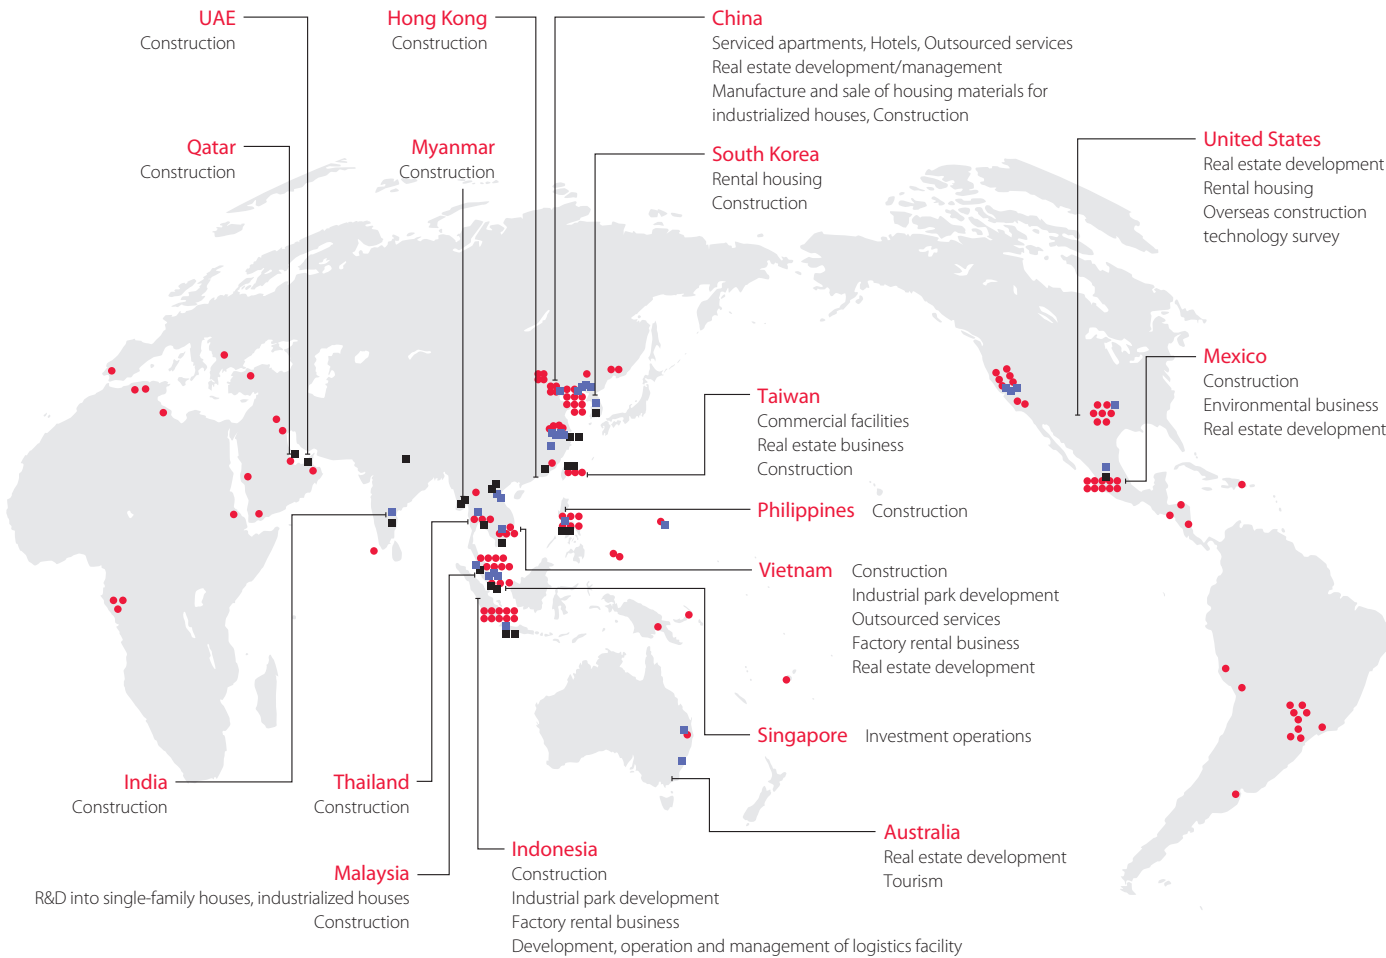 UAE
Construction
Hong Kong
Construction
China
Serviced apartments, Hotels, Outsourced services
Real estate development/management
Manufacture and sale of housing materials for
industrialized houses, Construction
Qatar
Construction
Myanmar
Construction
South Korea
Rental housing
Construction
United States
Real estate development
Rental housing
Overseas construction
technology survey
Mexico
Construction
Environmental business
Real estate development
Taiwan
Commercial facilities
Real estate business
Construction
Philippines Construction
Vietnam Construction
Industrial park development
Outsourced services
Factory rental business
Real estate development
Singapore Investment operations
India
Construction
Thailand
Construction
Malaysia
R&D into single-family houses, industrialized houses
Construction
Indonesia
Construction
Industrial park development
Factory rental business
Development, operation and management of logistics facility
Australia
Real estate development
Tourism